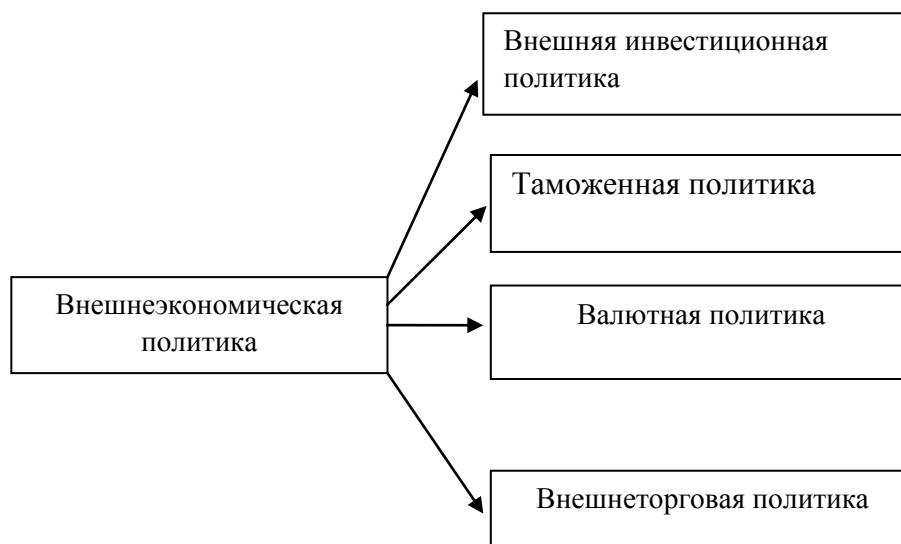 Внешняя инвестиционная
политика
Таможенная политика
Внешнеэкономическая
политика
Валютная политика
Внешнеторговая политика